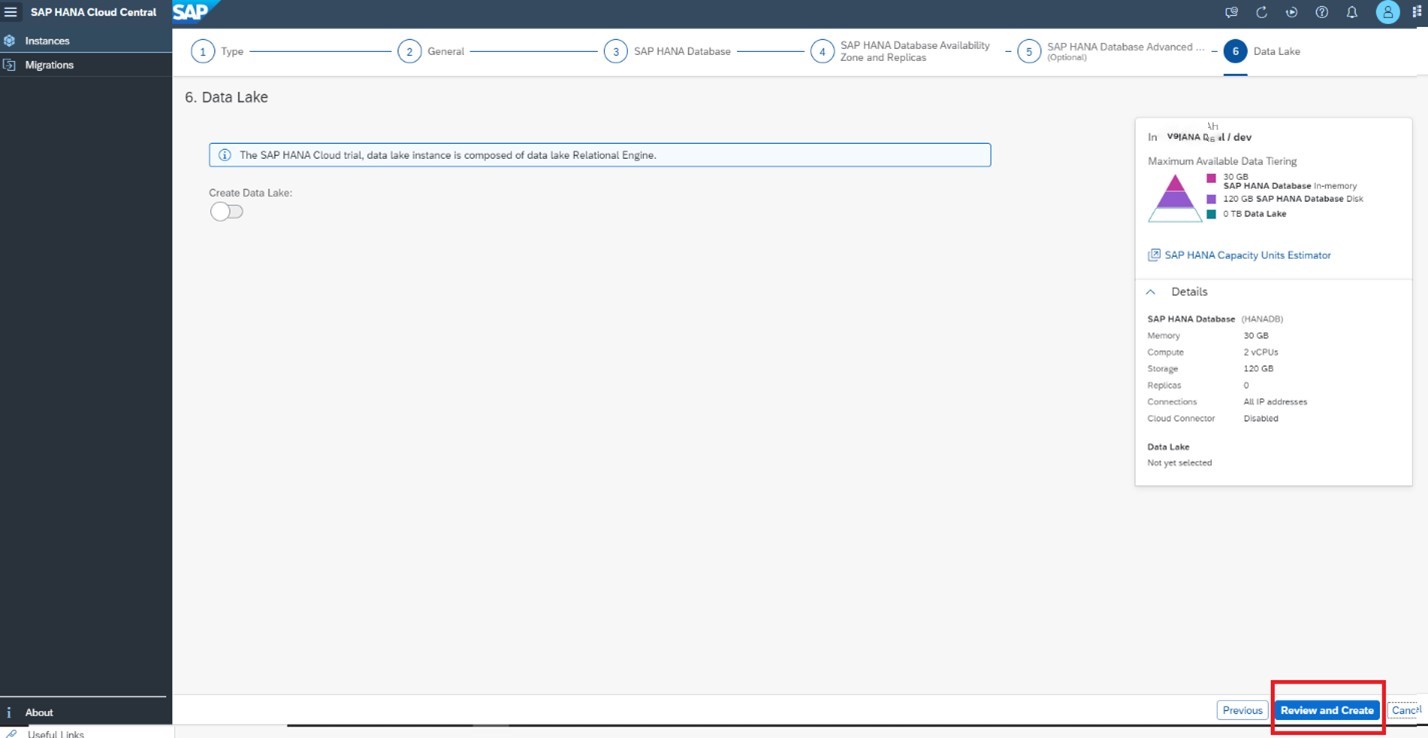 SAP HANA Cloud Central
SAP
Instances
Migrations
1 Type
2 General
3 SAP HANA Database
4 SAP HANA Database Availability
Zone and Replicas
5 SAP HANA Database Advanced ...
(Optional)
6 Data Lake
6. Data Lake
The SAP HANA Cloud trial, data lake instance is composed of data lake Relational Engine.
Create Data Lake:
In / dev
Maximum Available Data Tiering
30 GB
SAP HANA Database In-memory
120 GB SAP HANA Database Disk
0 TB Data Lake
SAP HANA Capacity Units Estimator
Details
SAP HANA Database (HANADB)
Memory 30 GB
Compute 2 vCPUs
Storage 120 GB
Replicas 0
Connections All IP addresses
Cloud Connector Disabled
Data Lake
Not yet selected
Previous Review and Create
About
Useful Links